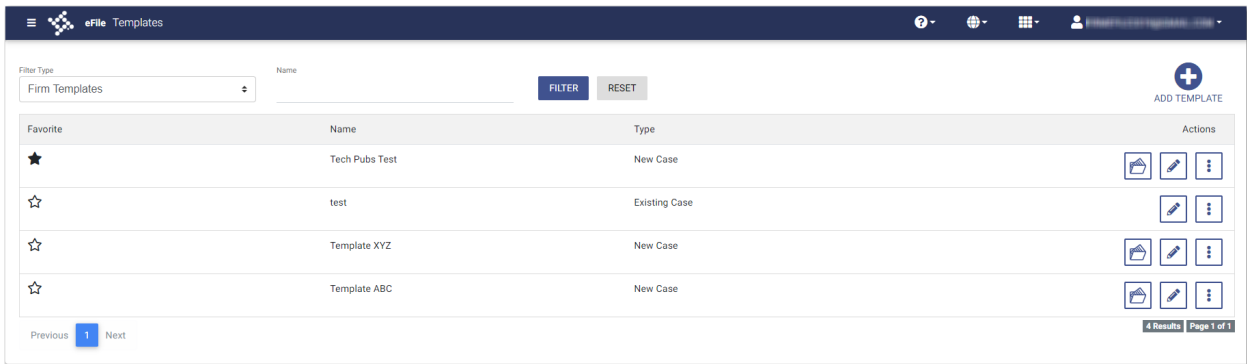 eFile Templates
Filter Type
Name
Firm Templates
FILTER RESET
ADD TEMPLATE
Favorite Name Type Actions
Tech Pubs Test New Case
test Existing Case
Template XYZ New Case
Template ABC New Case
Previous 1 Next
4 Results Page 1 of 1